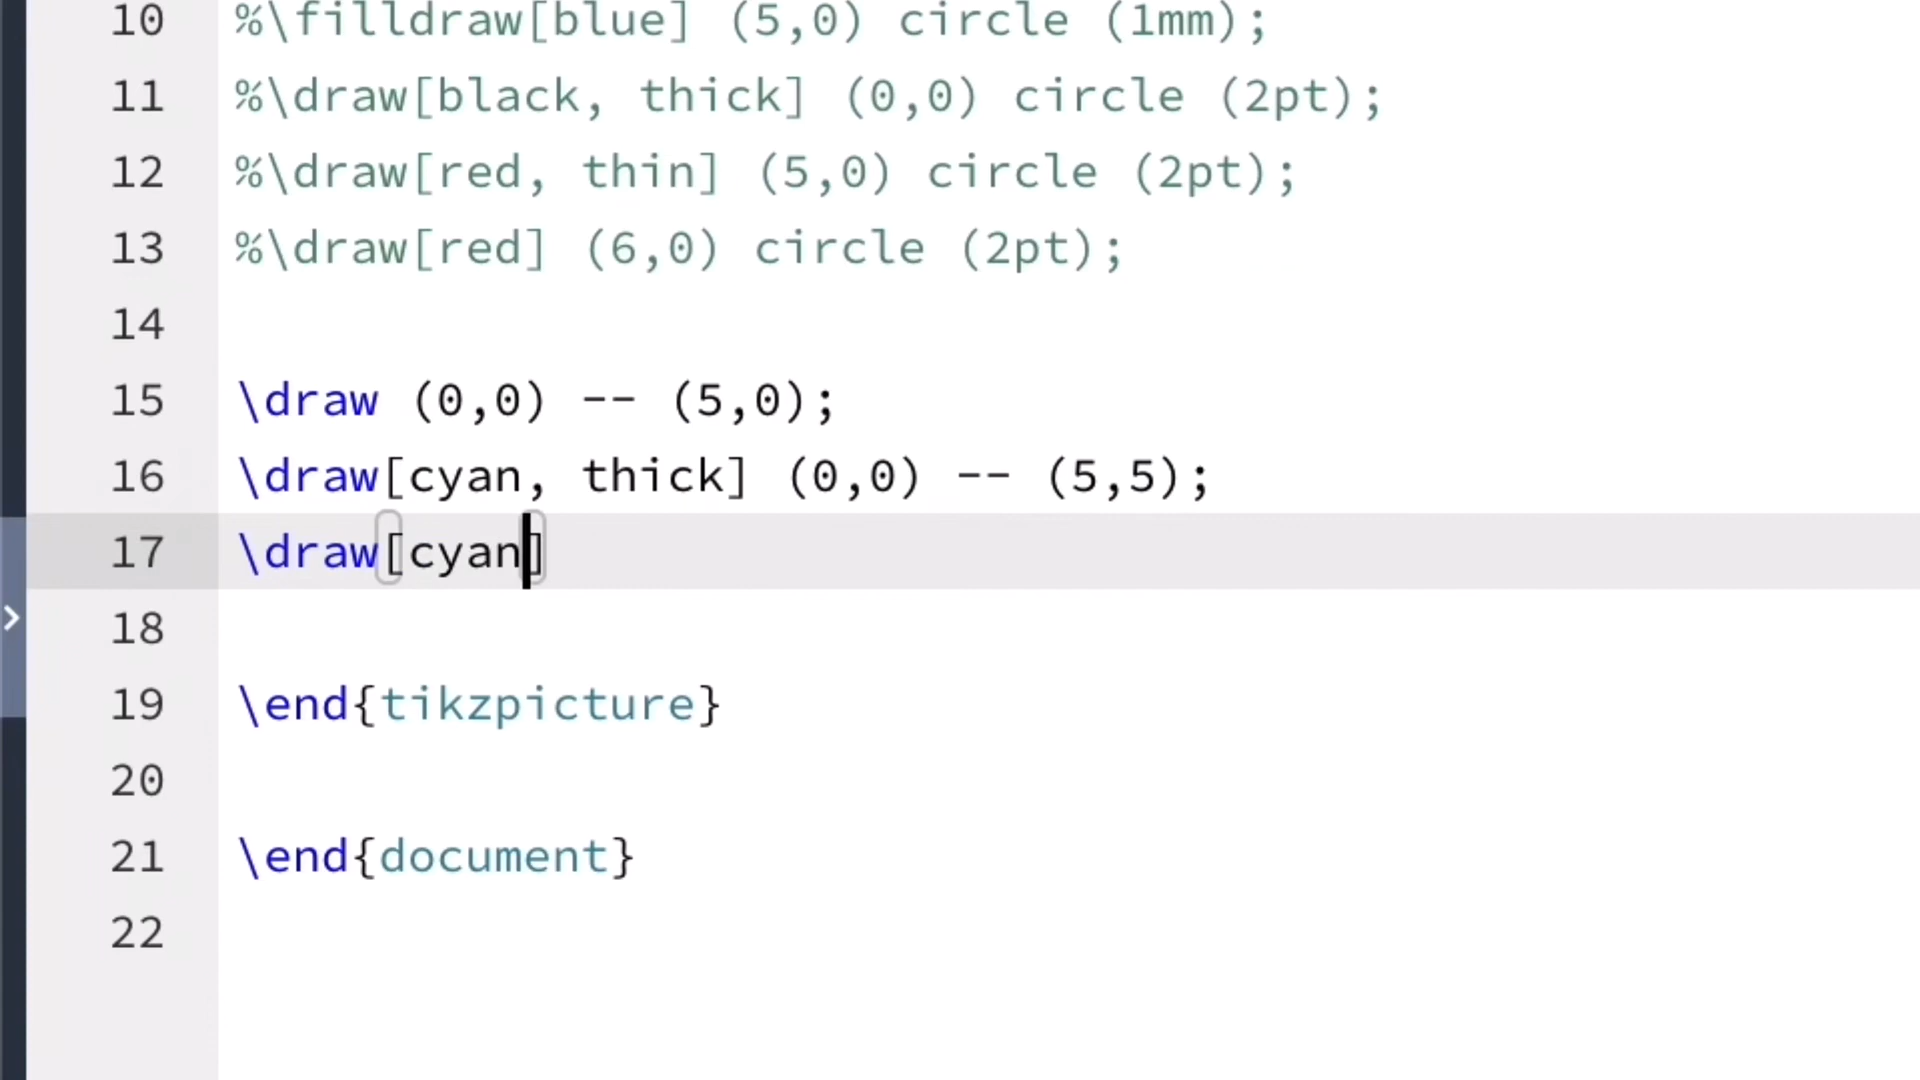 10 %\filldraw[blue] (5,0) circle (1mm);
11 %\draw[black, thick] (0,0) circle (2pt);
12 %\draw[red, thin] (5,0) circle (2pt);
13 %\draw[red] (6,0) circle (2pt);
14
15 \draw (0,0) -- (5,0);
16 \draw[cyan, thick] (0,0) -- (5,5);
17 \draw[cyan]
18
19 \end{tikzpicture}
20
21 \end{document}
22